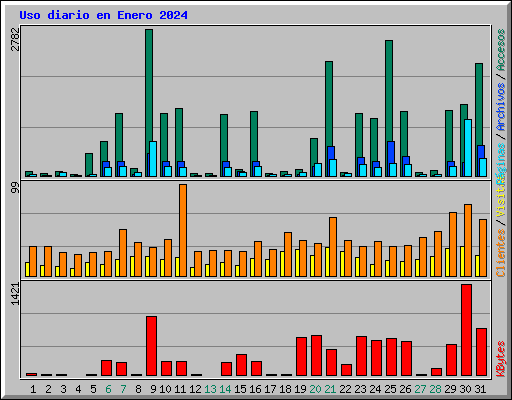 Uso diario en Enero 2024
2782
99
1421
Clientes / Visitas
Páginas / Archivos / Accesos
KBytes
1 2 3 4 5 6 7 8 9 10 11 12 13 14 15 16 17 18 19 20 21 22 23 24 25 26 27 28 29 30 31